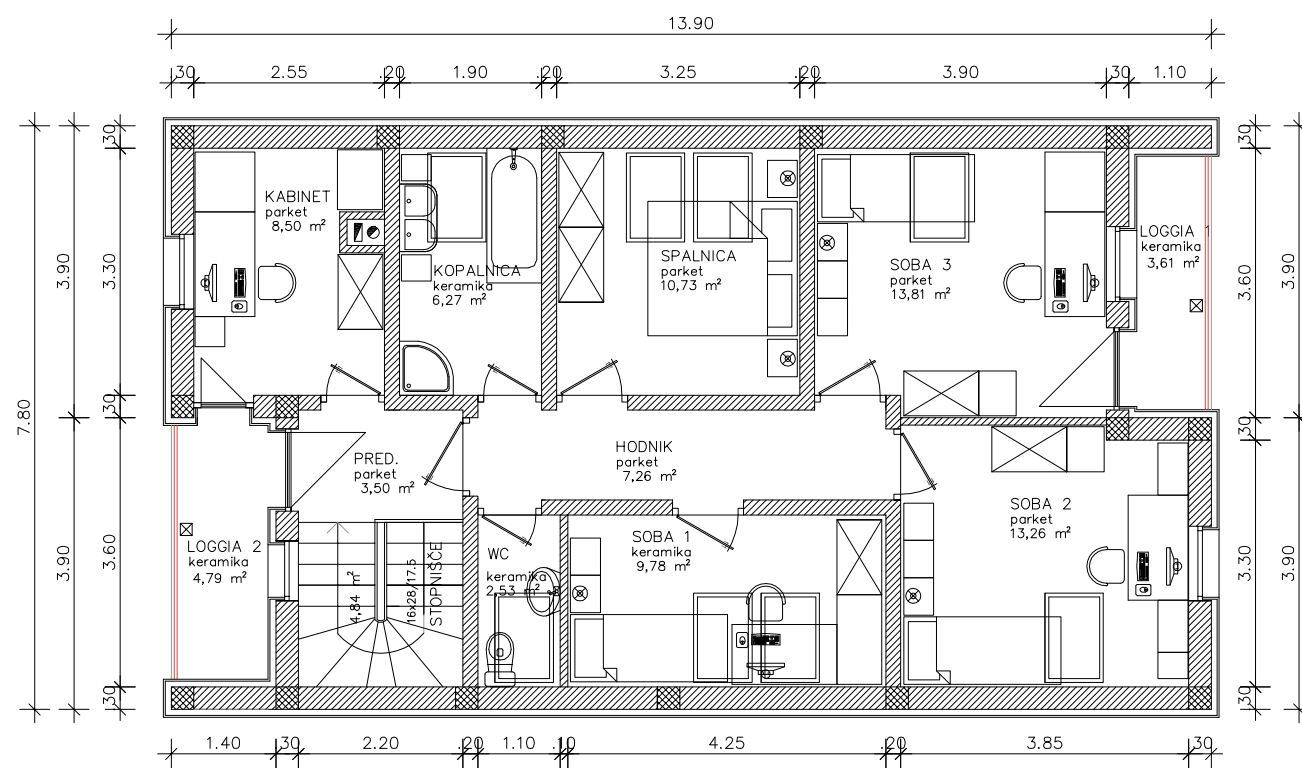 13.90
.30 2.55 .20 1.90 .20 3.25 .20 3.90 .30 1.10
7.80
3.90
3.90
.30
3.30
.30
3.60
.30
KABINET
parket
8,50 m²
KOPALNICA
keramika
6,27 m²
SPALNICA
parket
10,73 m²
SOBA 3
parket
13,81 m²
LOGGIA 1
keramika
3,61 m²
PRED.
parket
3,50 m²
HODNIK
parket
7,26 m²
LOGGIA 2
keramika
4,79 m²
4,84 m²
16x28/17.5
STOPNIŠČE
WC
keramika
2,53 m²
SOBA 1
keramika
9,78 m²
SOBA 2
parket
13,26 m²
.30
3.60
.30
3.30
.30
3.90
3.90
1.40 .30 2.20 .20 1.10 .10 4.25 .20 3.85 .30